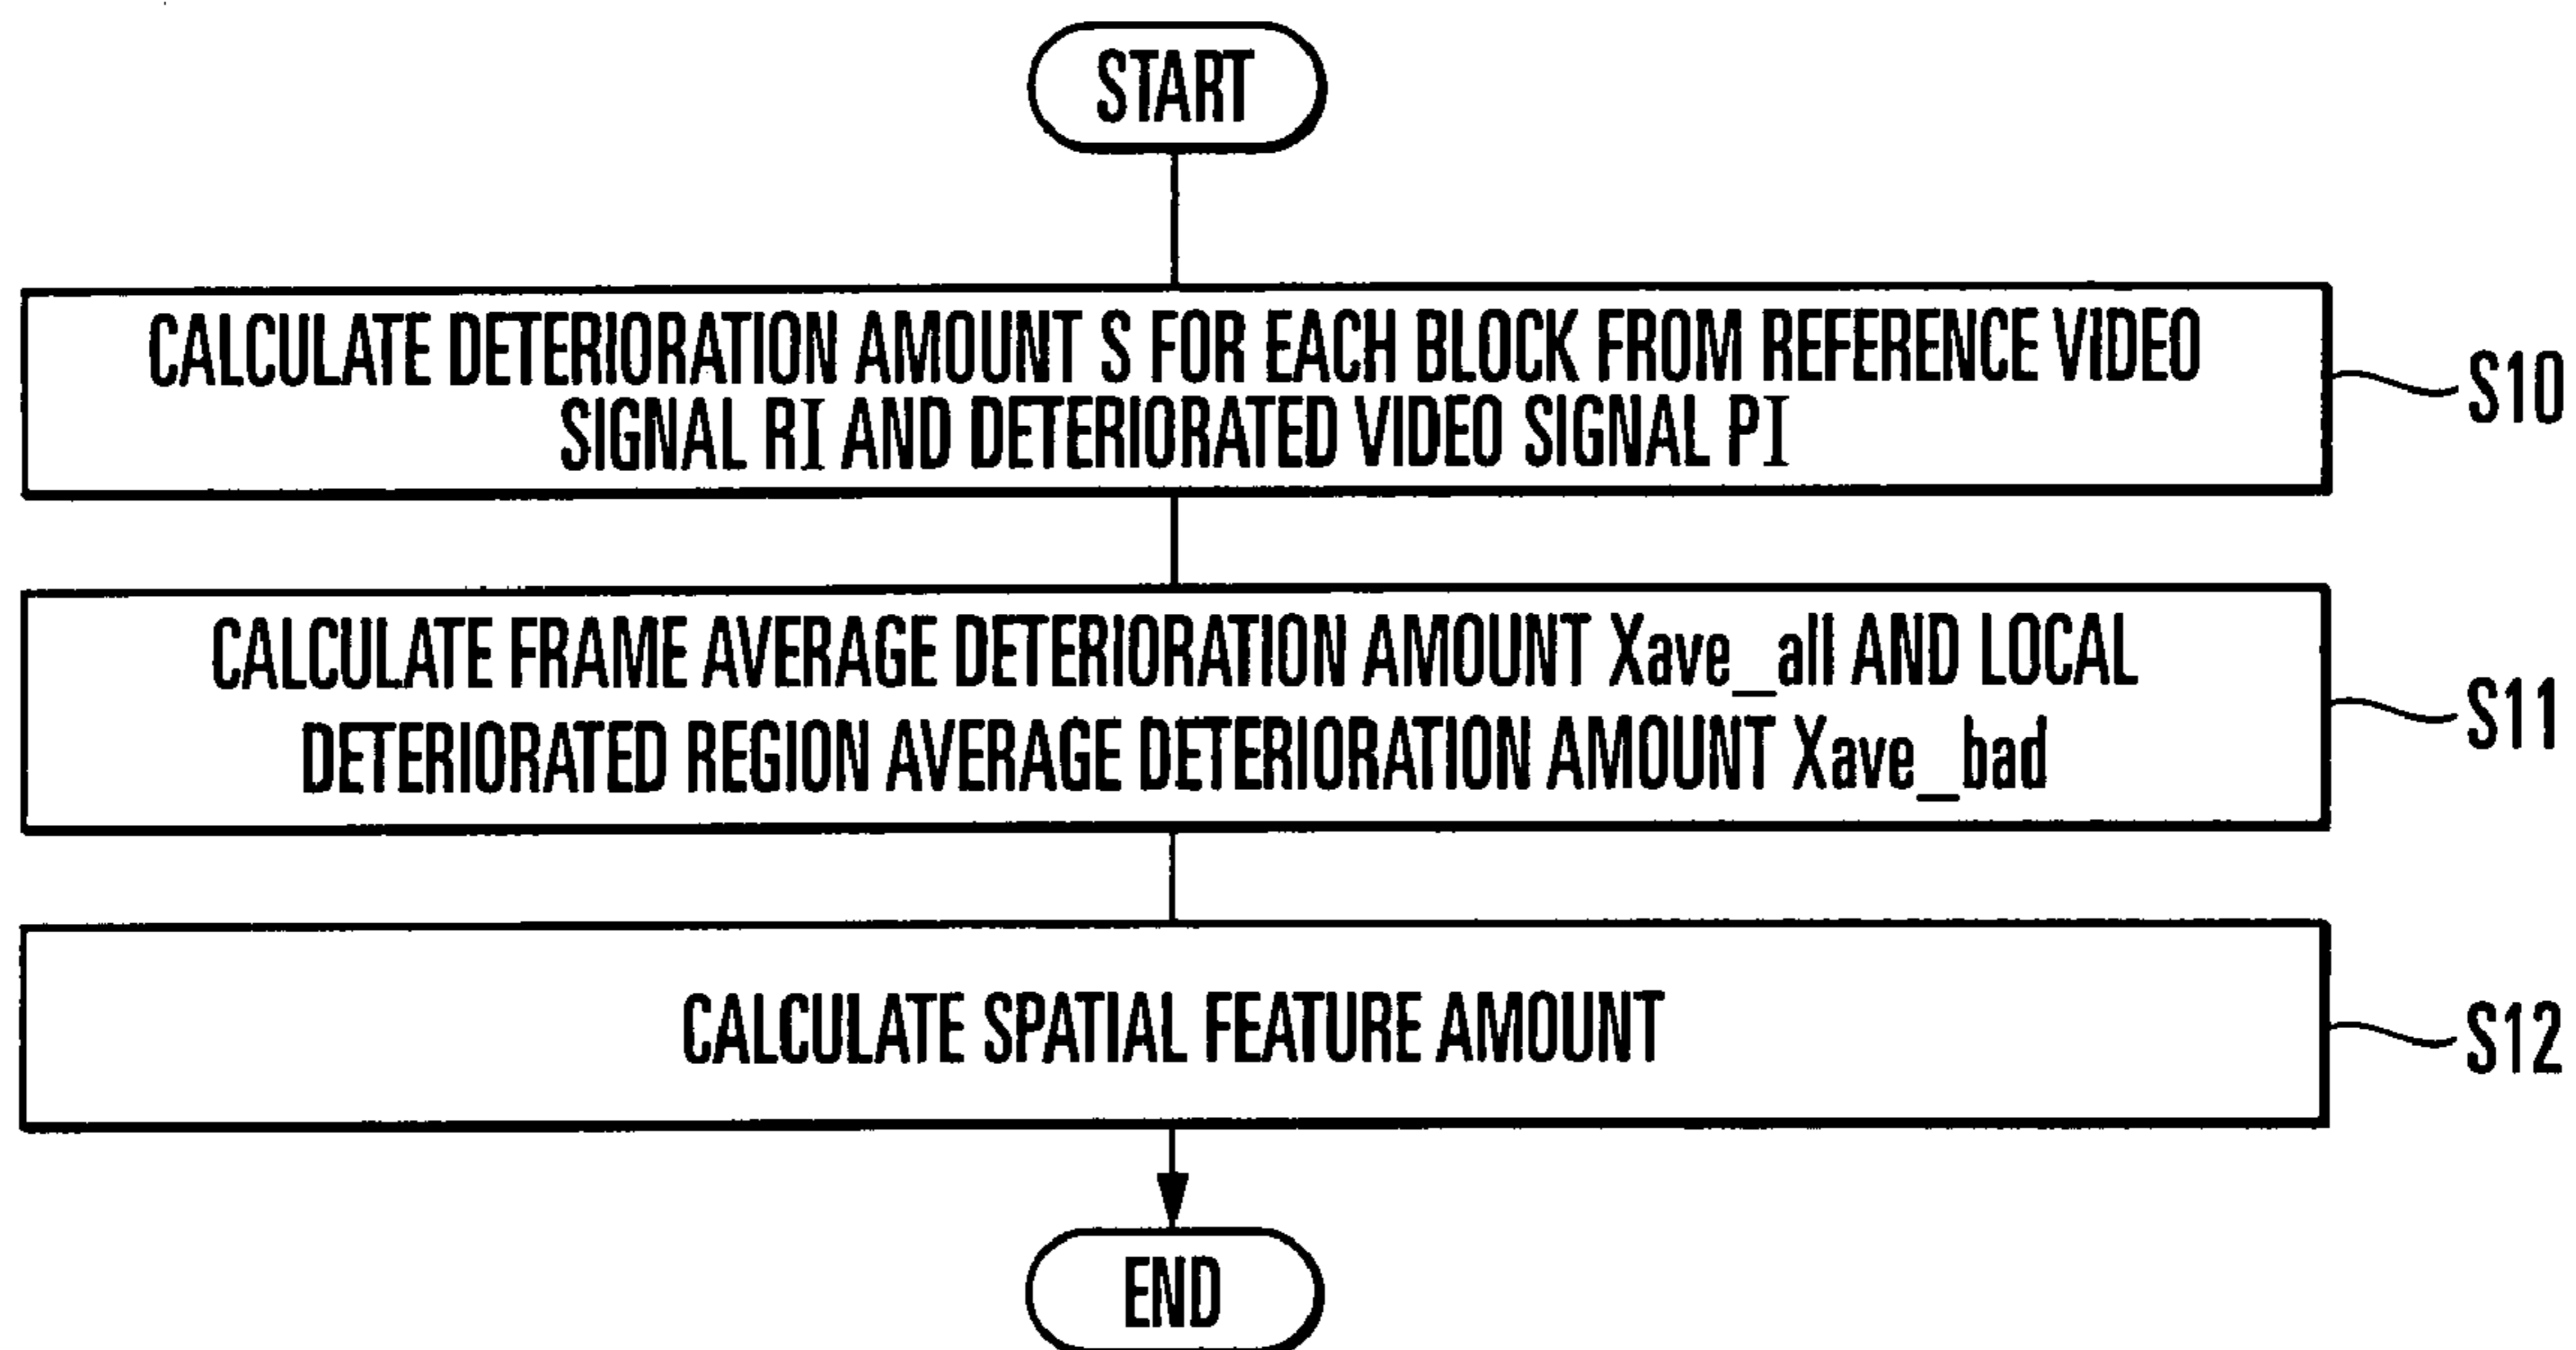 START
CALCULATE DETERIORATION AMOUNT S FOR EACH BLOCK FROM REFERENCE VIDEO
SIGNAL RI AND DETERIORATED VIDEO SIGNAL PI
S10
CALCULATE FRAME AVERAGE DETERIORATION AMOUNT Xave_all AND LOCAL
DETERIORATED REGION AVERAGE DETERIORATION AMOUNT Xave_bad
S11
CALCULATE SPATIAL FEATURE AMOUNT
S12
END